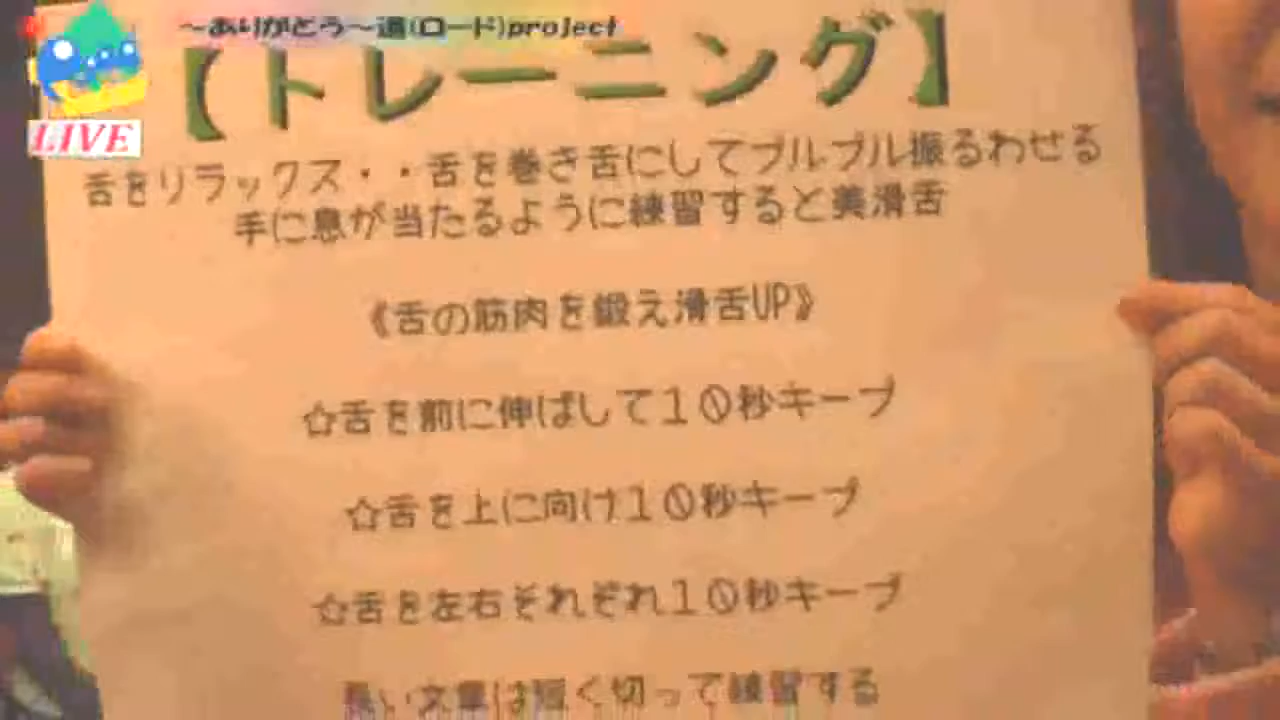 ～ありがとう～道(ロード)project
LIVE
【トレーニング】
舌をリラックス・・舌を巻き舌にしてブルブル振るわせる
手に息が当たるように練習すると美滑舌
《舌の筋肉を鍛え滑舌UP》
☆舌を前に伸ばして１０秒キープ
☆舌を上に向け１０秒キープ
☆舌を左右それぞれ１０秒キープ
長い文章は短く切って練習する